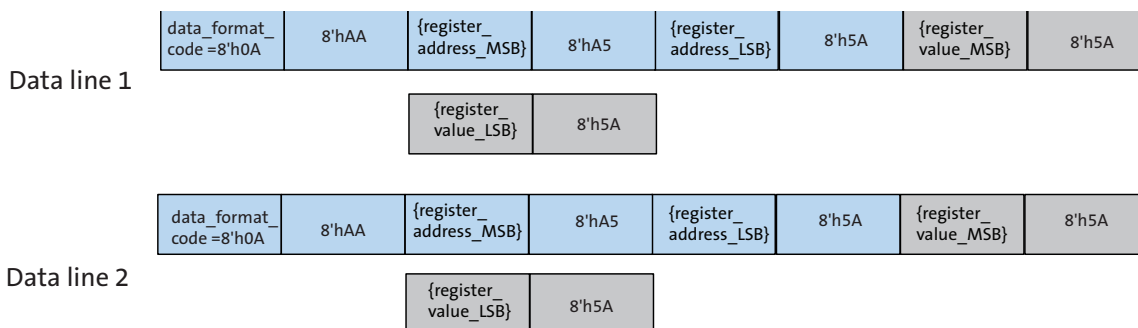 Data line 1
data_format_
code =8'h0A
8'hAA
{register_
address_MSB}
8'hA5
{register_
address_LSB}
8'h5A
{register_
value_MSB}
8'h5A
{register_
value_LSB}
8'h5A
Data line 2
data_format_
code =8'h0A
8'hAA
{register_
address_MSB}
8'hA5
{register_
address_LSB}
8'h5A
{register_
value_MSB}
8'h5A
{register_
value_LSB}
8'h5A